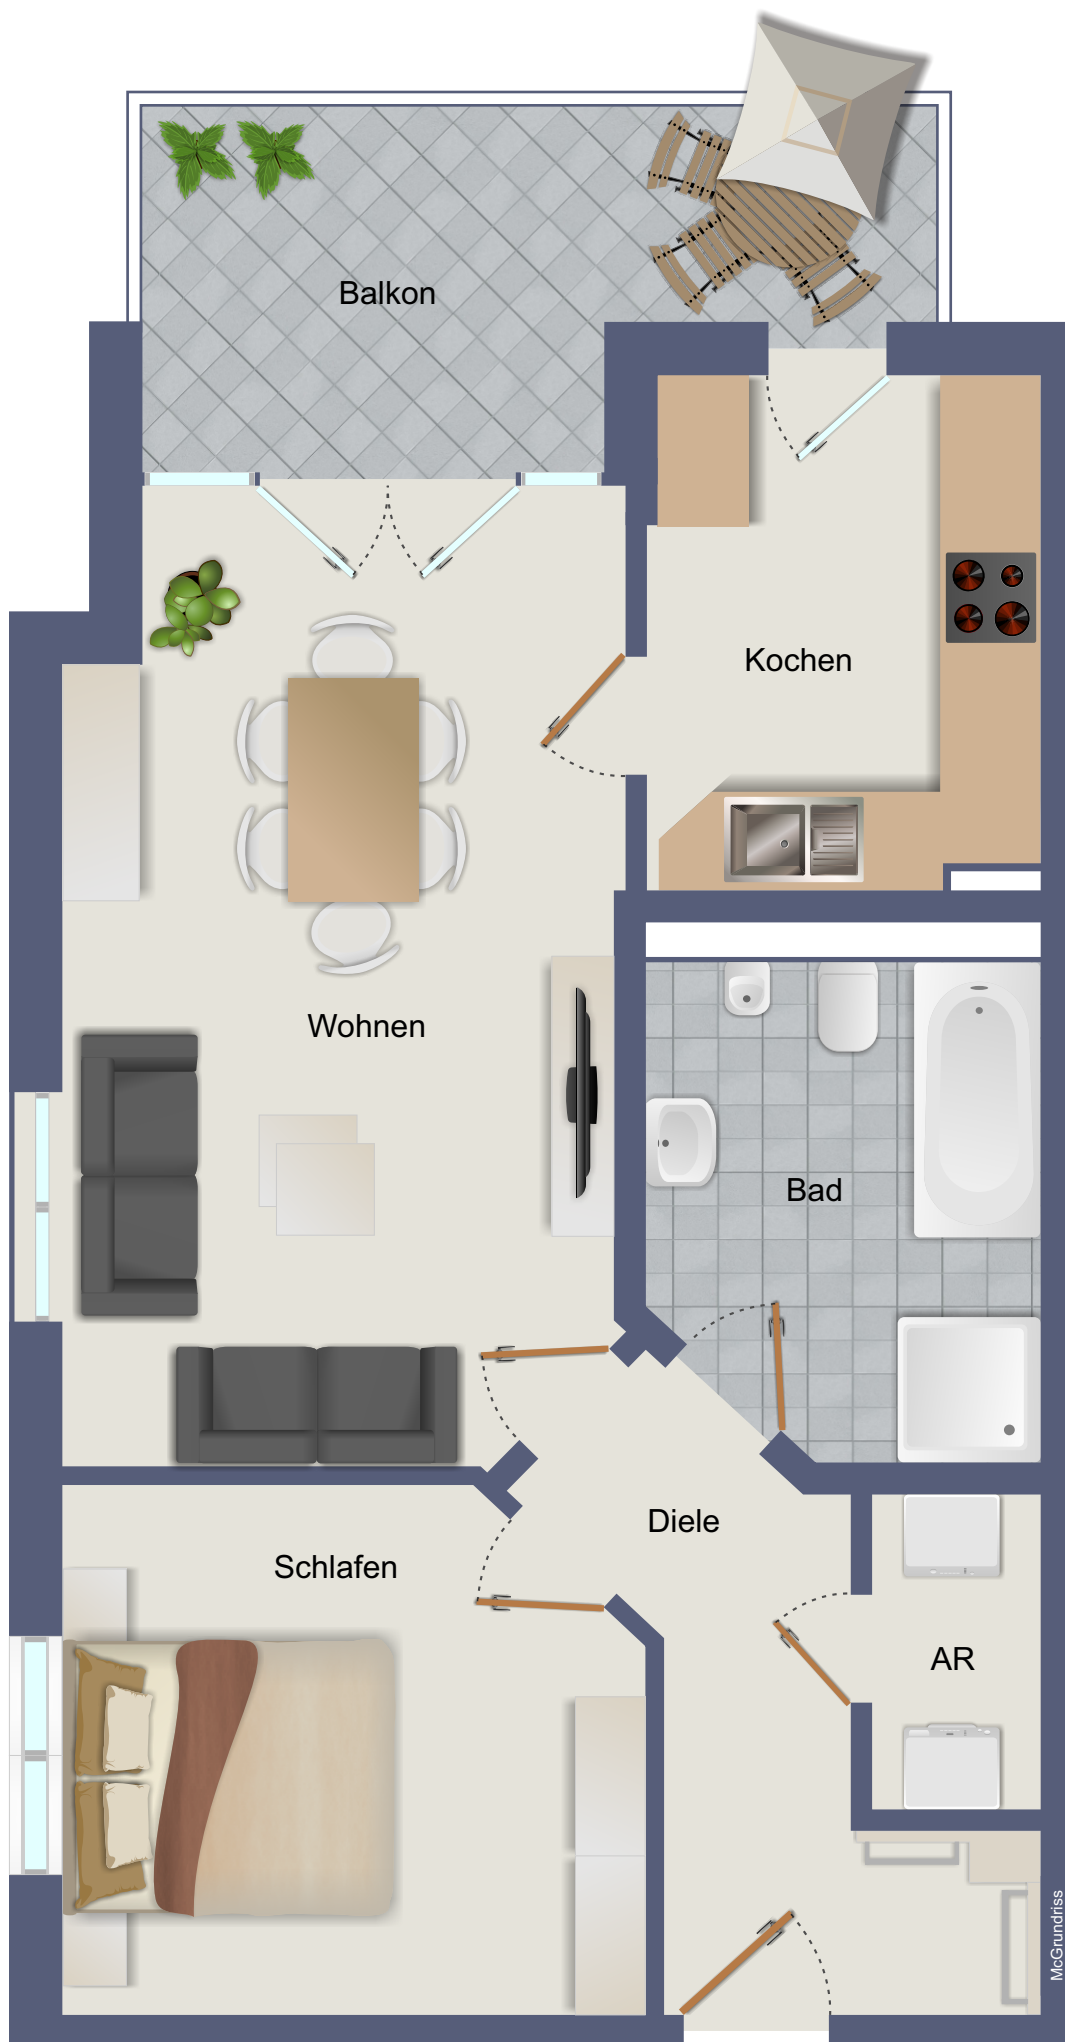 Balkon
Kochen
Wohnen
Bad
Diele
Schlafen
AR
McGrundriss